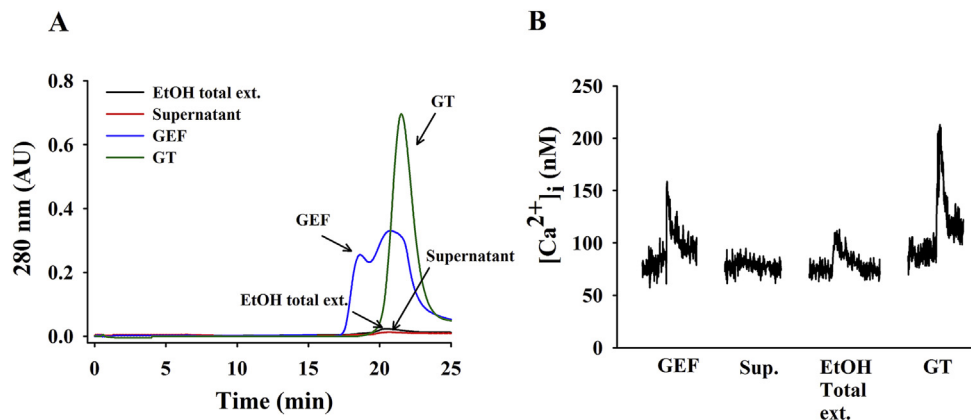 A
280 nm (AU)
0.8
0.6
0.4
0.2
0.0
EtOH total ext.
Supernatant
GEF
GT
GT
GEF
Supernatant
EtOH total ext.
0 5 10 15 20 25
Time (min)
B
[Ca2+]i (nM)
250
200
150
100
50
0
GEF Sup. EtOH GT
Total
ext.